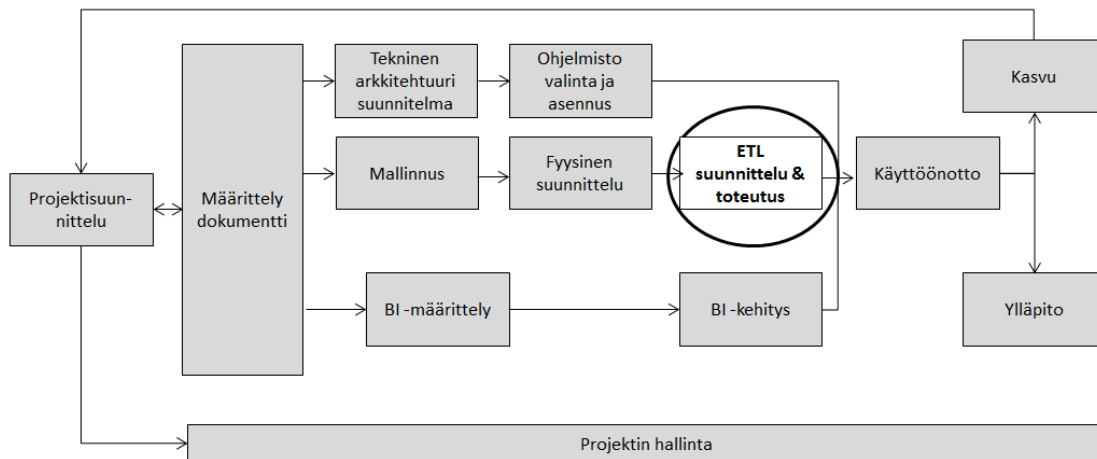 Tekninen
arkkitehtuuri
suunnitelma
Ohjelmisto
valinta ja
asennus
Kasvu
Projektisuun-
nittelu
Määrittely
dokumentti
Mallinnus
Fyysinen
suunnittelu
ETL
suunnittelu &
toteutus
Käyttöönotto
BI -määrittely
BI -kehitys
Ylläpito
Projektin hallinta